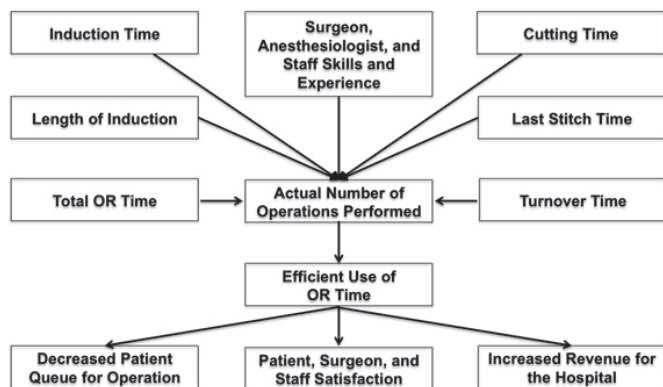 Induction Time
Surgeon,
Anesthesiologist, and
Staff Skills and
Experience
Cutting Time
Length of Induction
Last Stitch Time
Total OR Time
Actual Number of
Operations Performed
Turnover Time
Efficient Use of
OR Time
Decreased Patient
Queue for Operation
Patient, Surgeon, and
Staff Satisfaction
Increased Revenue for
the Hospital